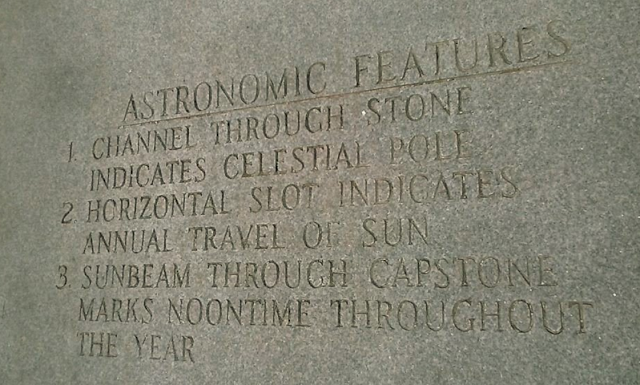 ASTRONOMIC FEATURES
1. CHANNEL THROUGH STONE
INDICATES CELESTIAL POLE
2. HORIZONTAL SLOT INDICATES
ANNUAL TRAVEL OF SUN
3. SUNBEAM THROUGH CAPSTONE
MARKS NOONTIME THROUGHOUT
THE YEAR